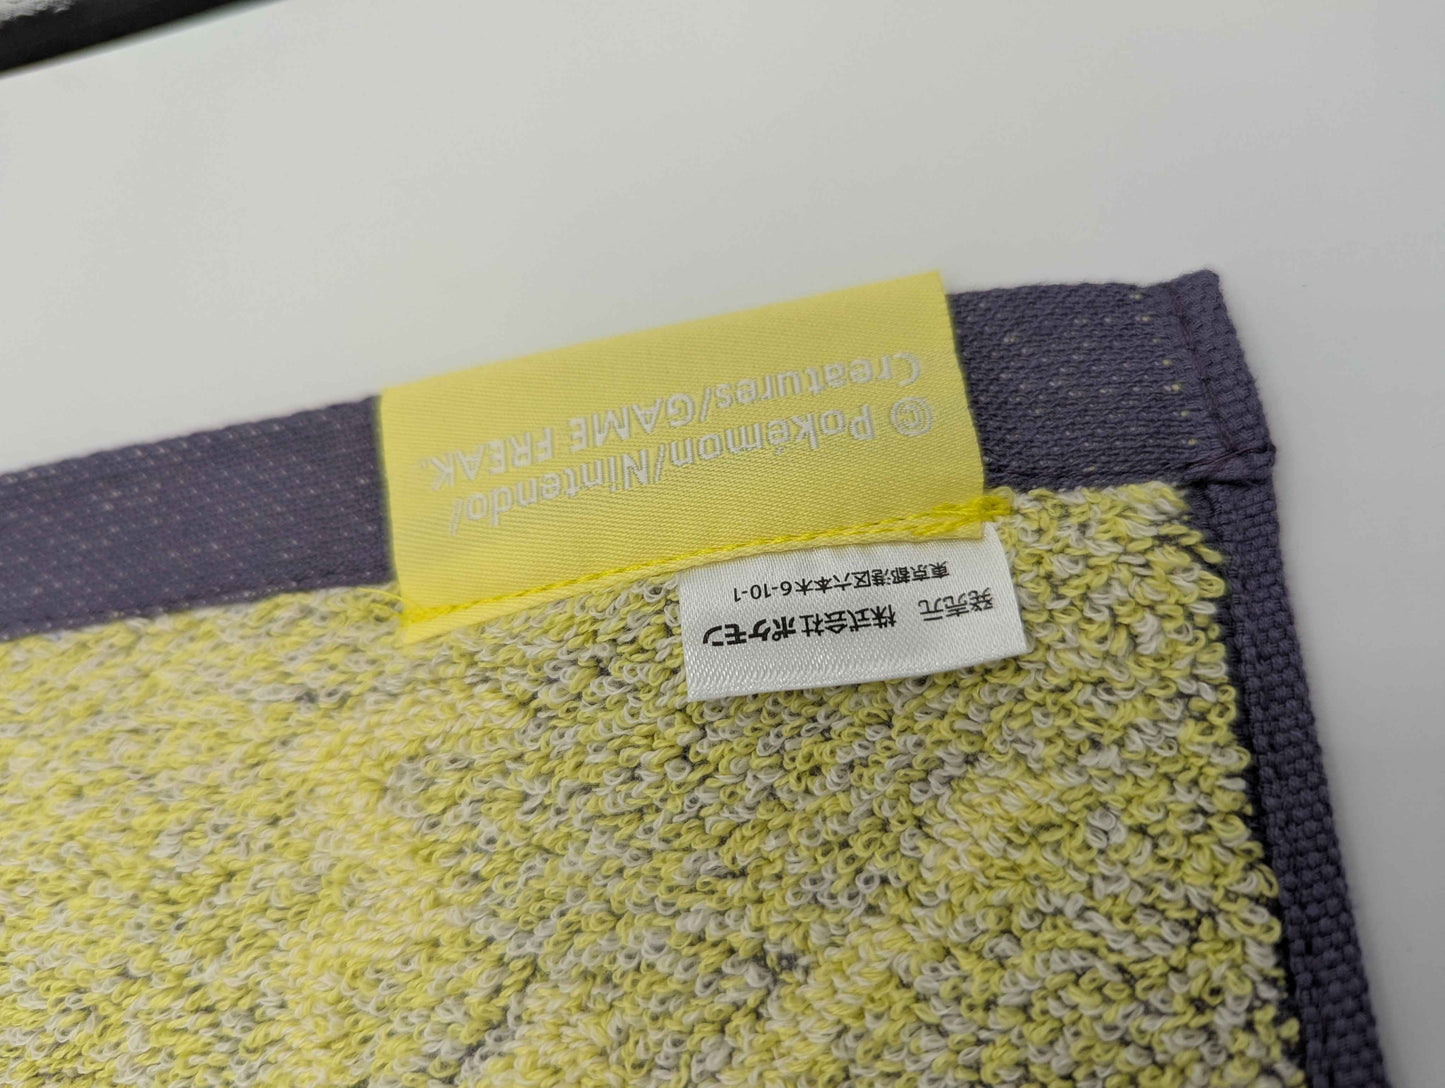 © Pokémon/Nintendo/
Creatures/GAME FREAK.
発売元 株式会社ポケモン
東京都港区六本木6-10-1